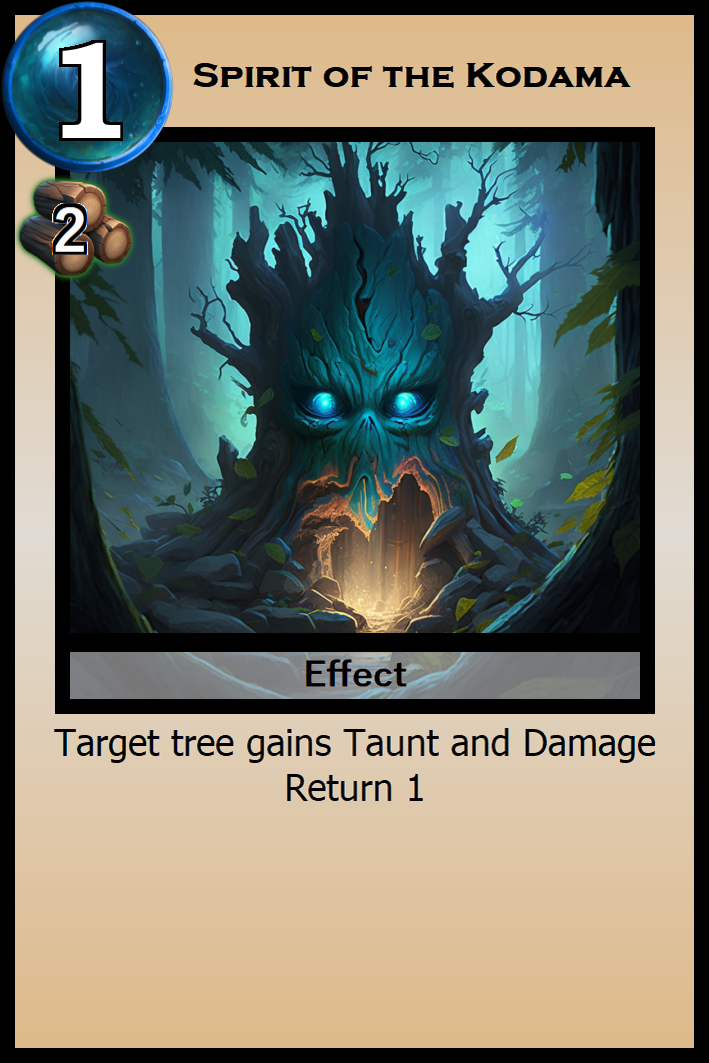 1
Spirit of the Kodama
2
Effect
Target tree gains Taunt and Damage
Return 1